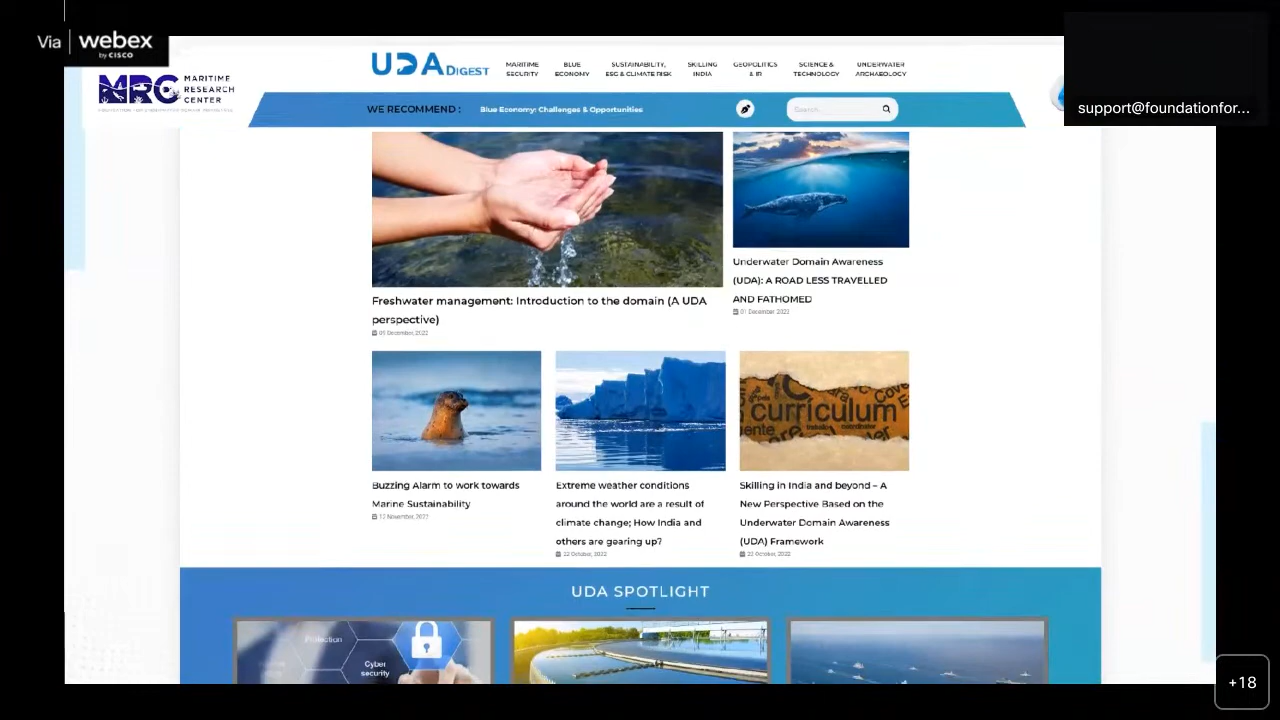 Via webex
by CISCO
support@foundationfor...
MRC MARITIME
RESEARCH
CENTER
UDA DIGEST
MARITIME
SECURITY
BLUE
ECONOMY
SUSTAINABILITY,
ESG & CLIMATE RISK
SKILLING
INDIA
GEOPOLITICS
& IR
SCIENCE &
TECHNOLOGY
UNDERWATER
ARCHAEOLOGY
WE RECOMMEND : Blue Economy: Challenges & Opportunities
Search...
Freshwater management: Introduction to the domain (A UDA
perspective)
Underwater Domain Awareness
(UDA): A ROAD LESS TRAVELLED
AND FATHOMED
curriculum
Buzzing Alarm to work towards
Marine Sustainability
Extreme weather conditions
around the world are a result of
climate change; How India and
others are gearing up?
22 October, 2022
Skilling in India and beyond – A
New Perspective Based on the
Underwater Domain Awareness
(UDA) Framework
UDA SPOTLIGHT
Protection
Cyber
security
+18